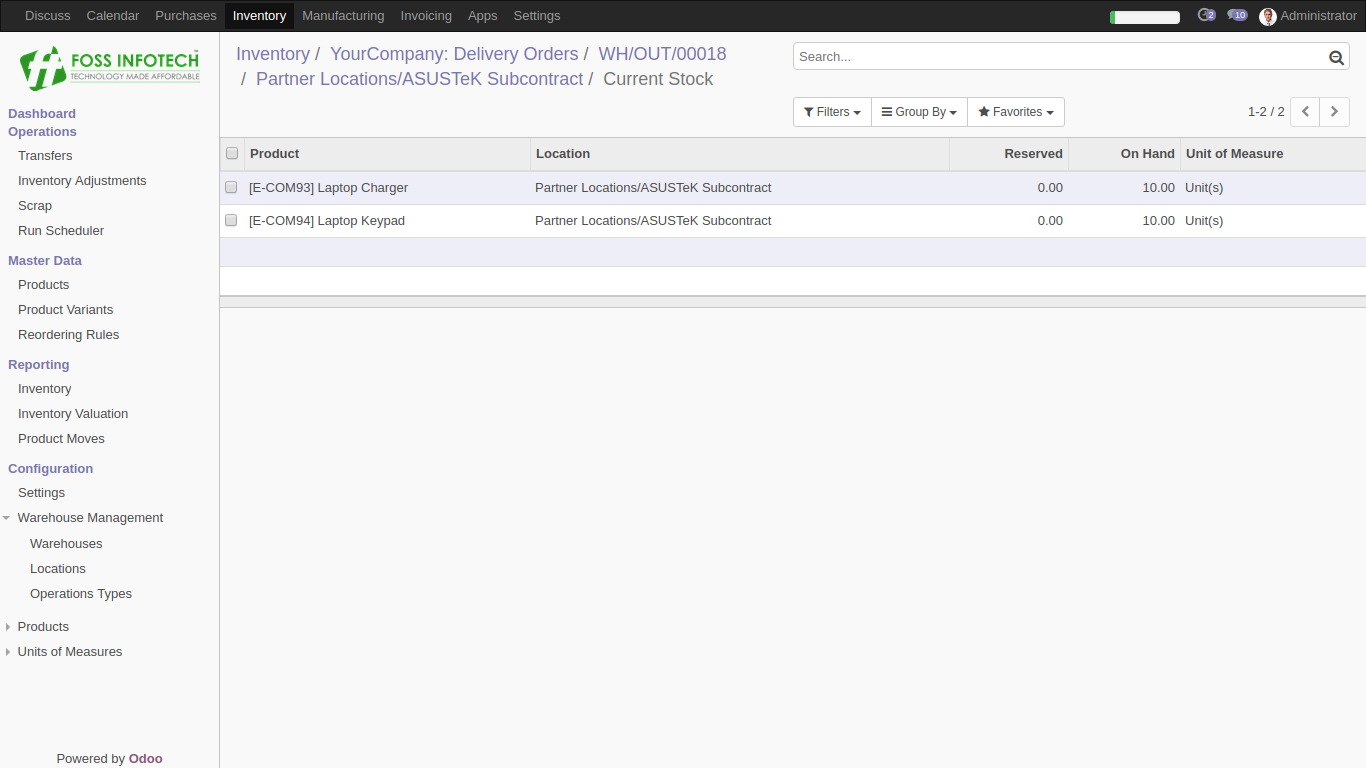 Discuss Calendar Purchases Inventory Manufacturing Invoicing Apps Settings 2 10 Administrator
FOSS INFOTECH™
TECHNOLOGY MADE AFFORDABLE
Dashboard
Operations
Transfers
Inventory Adjustments
Scrap
Run Scheduler
Master Data
Products
Product Variants
Reordering Rules
Reporting
Inventory
Inventory Valuation
Product Moves
Configuration
Settings
Warehouse Management
Warehouses
Locations
Operations Types
Products
Units of Measures
Powered by Odoo
Inventory / YourCompany: Delivery Orders / WH/OUT/00018
/ Partner Locations/ASUSTeK Subcontract / Current Stock
Search...
Filters Group By Favorites 1-2 / 2
Product Location Reserved On Hand Unit of Measure
[E-COM93] Laptop Charger Partner Locations/ASUSTeK Subcontract 0.00 10.00 Unit(s)
[E-COM94] Laptop Keypad Partner Locations/ASUSTeK Subcontract 0.00 10.00 Unit(s)